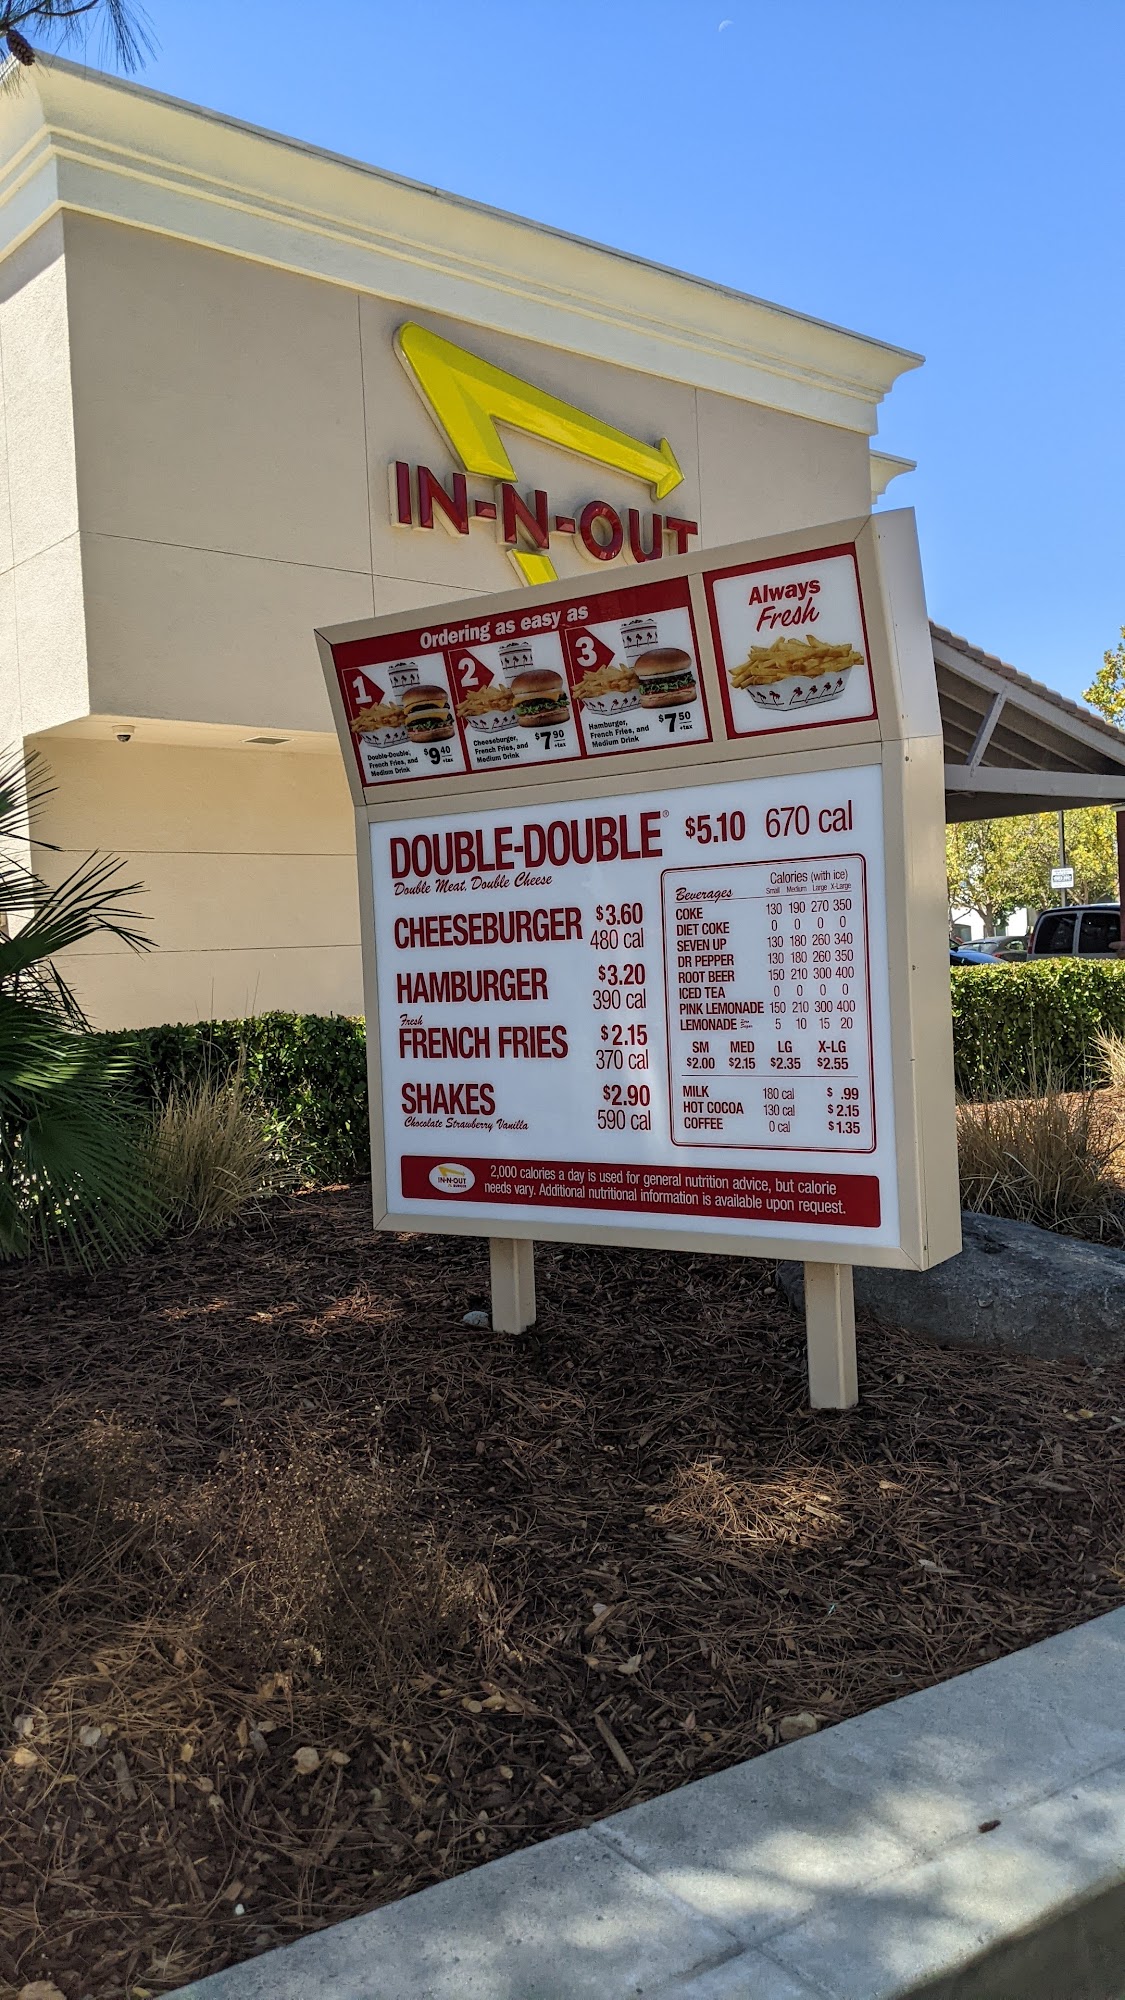 IN-N-OUT
Ordering as easy as
1
Double-Double,
French Fries, and
Medium Drink
$9 40
+tax
2
Cheeseburger,
French Fries, and
Medium Drink
$7 90
+tax
3
Hamburger,
French Fries, and
Medium Drink
$7 50
+tax
Always
Fresh
DOUBLE-DOUBLE® $5.10 670 cal
Double Meat, Double Cheese
CHEESEBURGER $3.60
480 cal
HAMBURGER $3.20
390 cal
Fresh
FRENCH FRIES $2.15
370 cal
SHAKES $2.90
Chocolate Strawberry Vanilla 590 cal
Calories (with ice)
Beverages Small Medium Large X-Large
COKE 130 190 270 350
DIET COKE 0 0 0 0
SEVEN UP 130 180 260 340
DR PEPPER 130 180 260 350
ROOT BEER 150 210 300 400
ICED TEA 0 0 0 0
PINK LEMONADE 150 210 300 400
LEMONADE 5 10 15 20
SM MED LG X-LG
$2.00 $2.15 $2.35 $2.55
MILK 180 cal $ .99
HOT COCOA 130 cal $2.15
COFFEE 0 cal $1.35
IN-N-OUT
BURGER
2,000 calories a day is used for general nutrition advice, but calorie
needs vary. Additional nutritional information is available upon request.